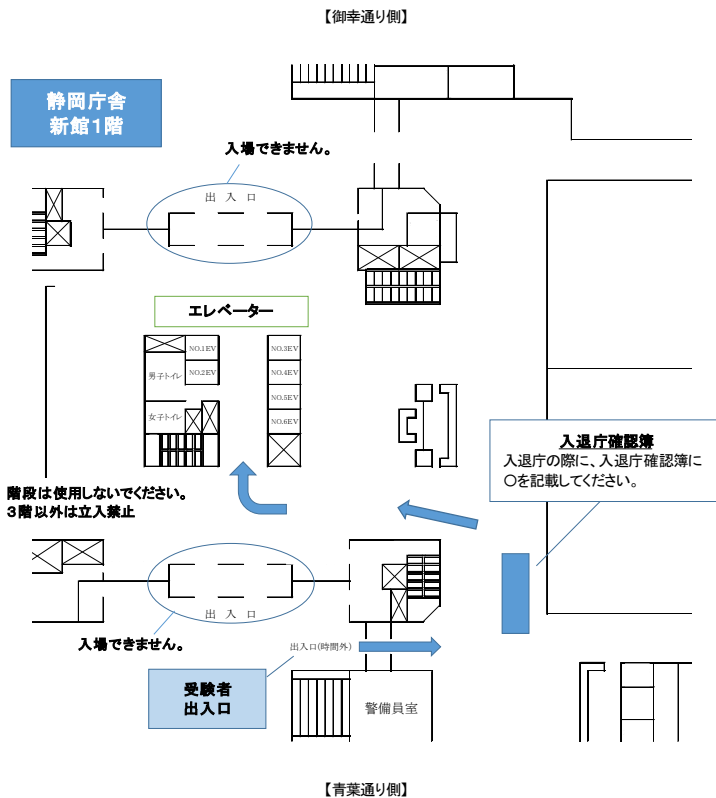 【御幸通り側】
静岡庁舎
新館１階
入場できません。
出 入 口
エレベーター
NO.1EV
NO.2EV
男子トイレ
女子トイレ
NO.3EV
NO.4EV
NO.5EV
NO.6EV
入退庁確認簿
入退庁の際に、入退庁確認簿に
○を記載してください。
階段は使用しないでください。
３階以外は立入禁止
出 入 口
入場できません。
出入口(時間外)
受験者
出入口
警備員室
【青葉通り側】